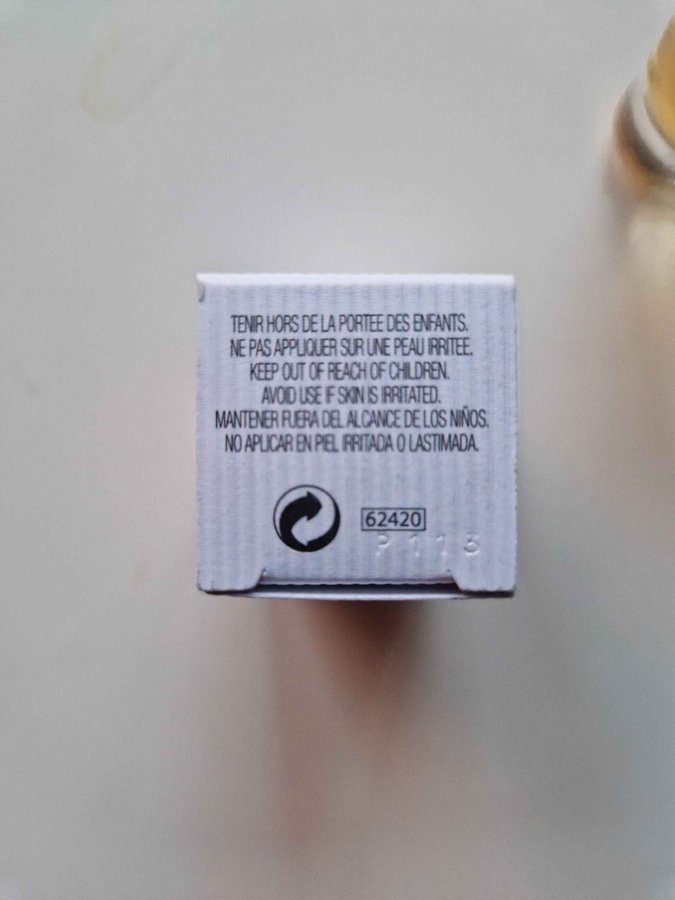 TENIR HORS DE LA PORTEE DES ENFANTS.
NE PAS APPLIQUER SUR UNE PEAU IRRITEE.
KEEP OUT OF REACH OF CHILDREN.
AVOID USE IF SKIN IS IRRITATED.
MANTENER FUERA DEL ALCANCE DE LOS NIÑOS.
NO APLICAR EN PIEL IRRITADA O LASTIMADA.
62420